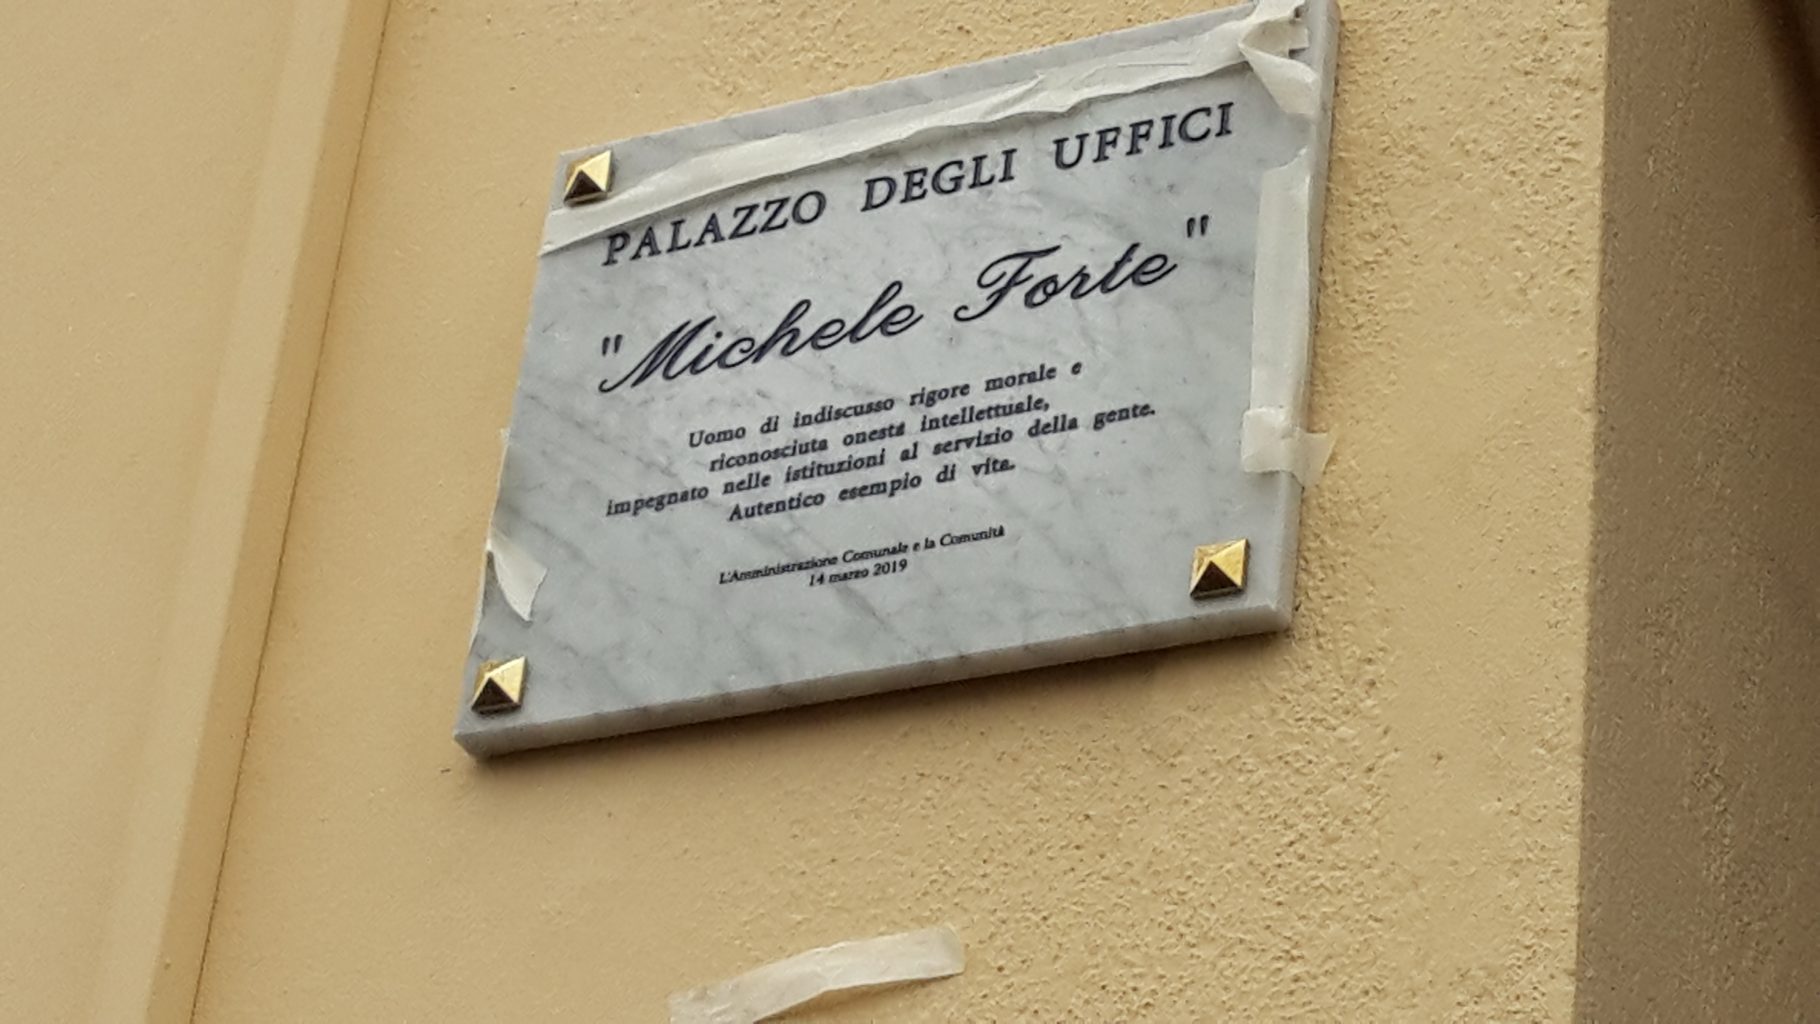 PALAZZO DEGLI UFFICI
"Michele Forte"
Uomo di indiscusso rigore morale e
riconosciuta onestà intellettuale,
impegnato nelle istituzioni al servizio della gente.
Autentico esempio di vita.
L'Amministrazione Comunale e la Comunità
14 marzo 2019